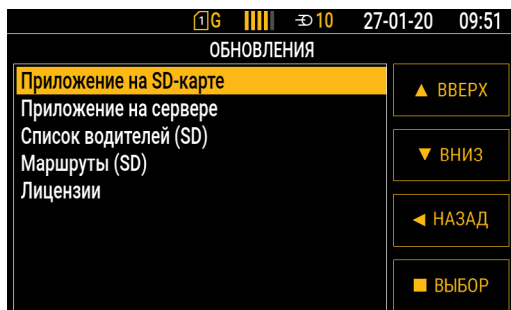 1 G 10 27-01-20 09:51
ОБНОВЛЕНИЯ
Приложение на SD-карте
Приложение на сервере
Список водителей (SD)
Маршруты (SD)
Лицензии
▲ ВВЕРХ
▼ ВНИЗ
◀ НАЗАД
■ ВЫБОР